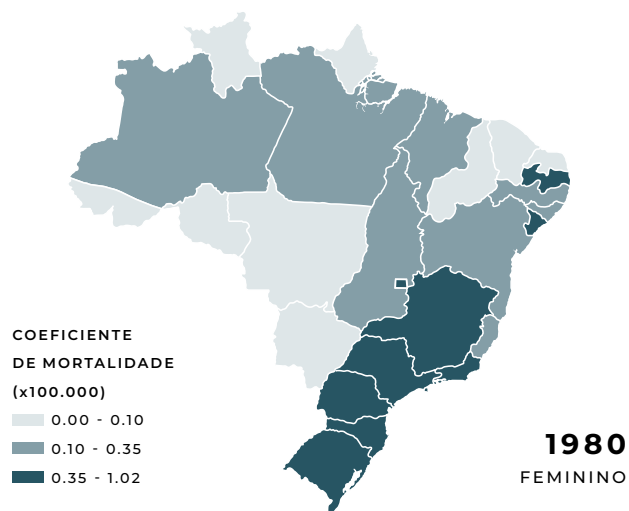 COEFICIENTE
DE MORTALIDADE
(x100.000)
0.00 - 0.10
0.10 - 0.35
0.35 - 1.02
1980
FEMININO